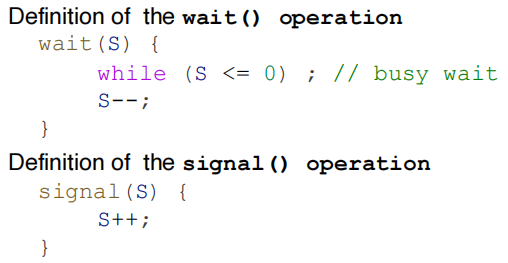 Definition of the wait() operation
wait(S) {
while (S <= 0) ; // busy wait
S--;
}
Definition of the signal() operation
signal(S) {
S++;
}